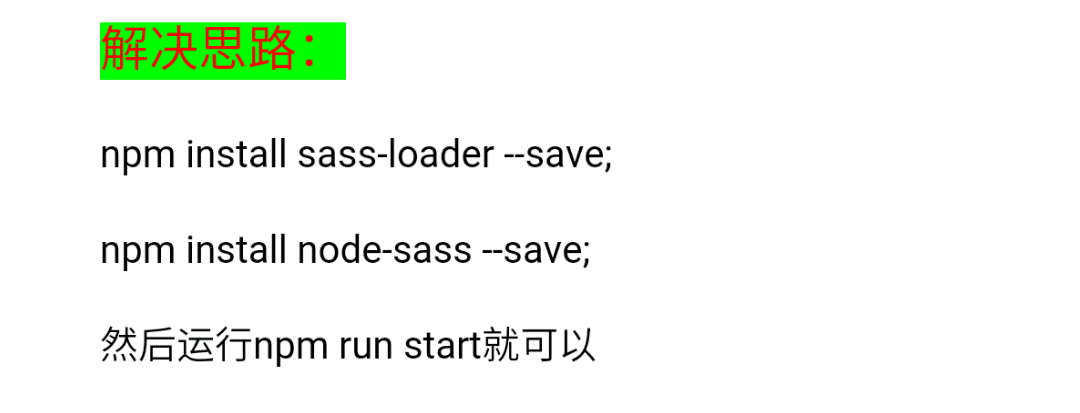 解决思路：
npm install sass-loader --save;
npm install node-sass --save;
然后运行npm run start就可以